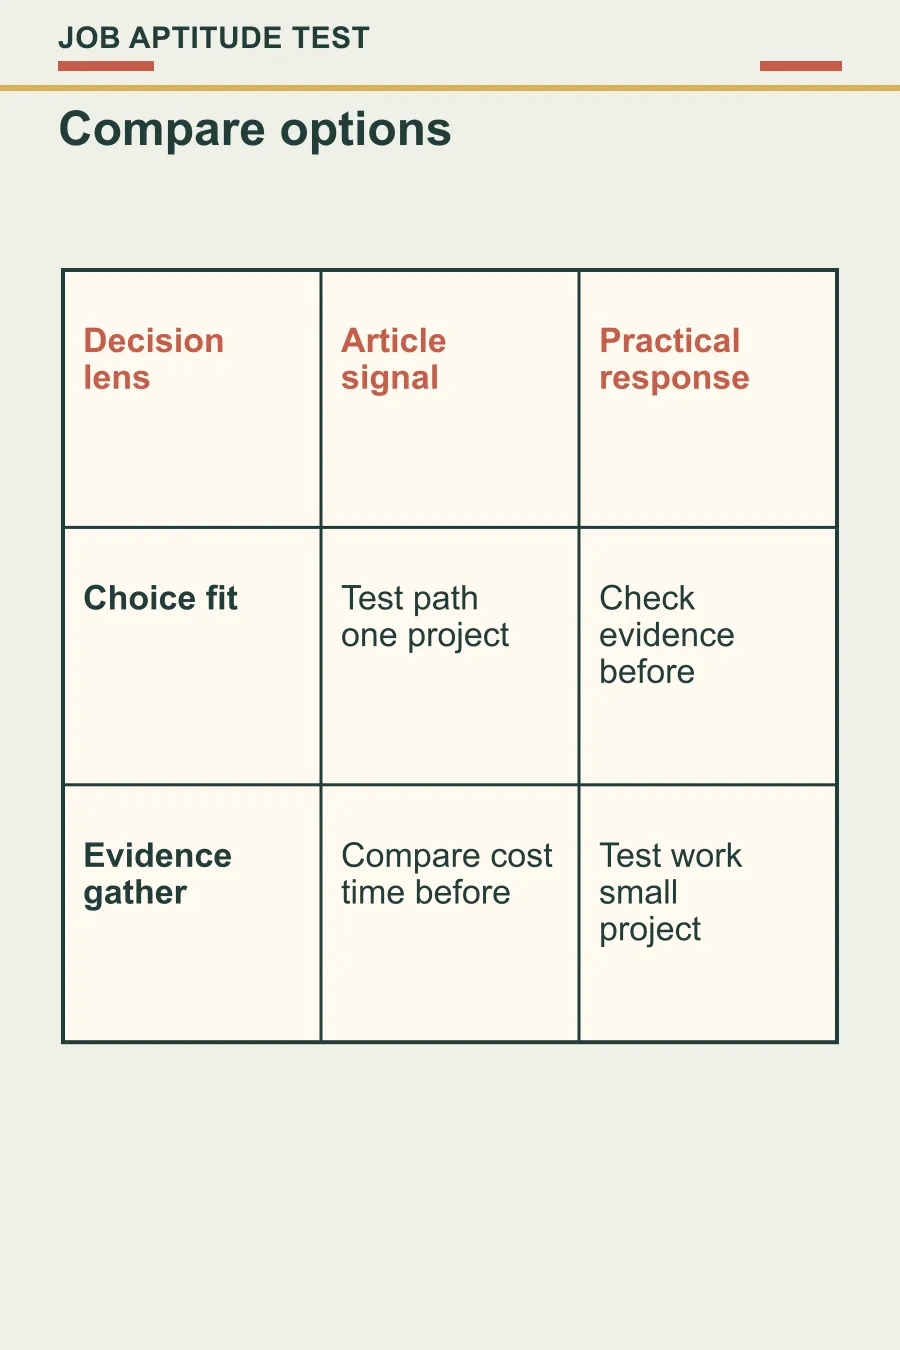 JOB APTITUDE TEST
Compare options
Decision
lens
Article
signal
Practical
response
Choice fit
Test path
one project
Check
evidence
before
Evidence
gather
Compare cost
time before
Test work
small
project